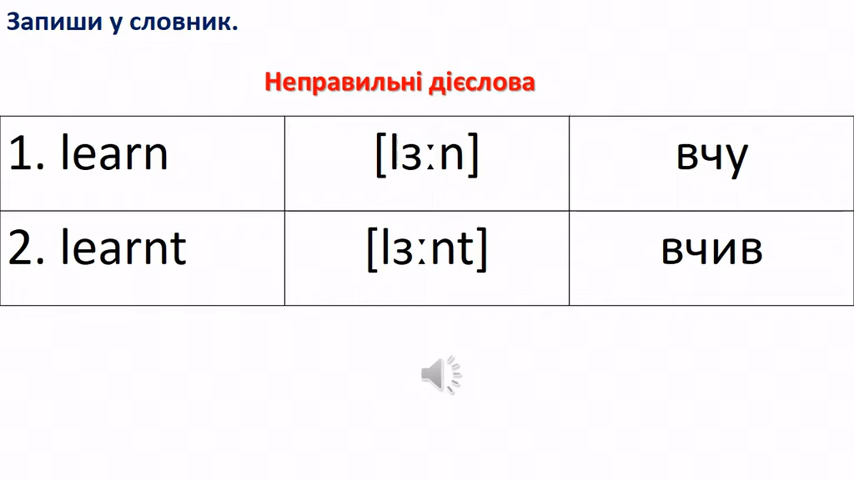 Запиши у словник.
Неправильні дієслова
1. learn [lɜːn] вчу
2. learnt [lɜːnt] вчив